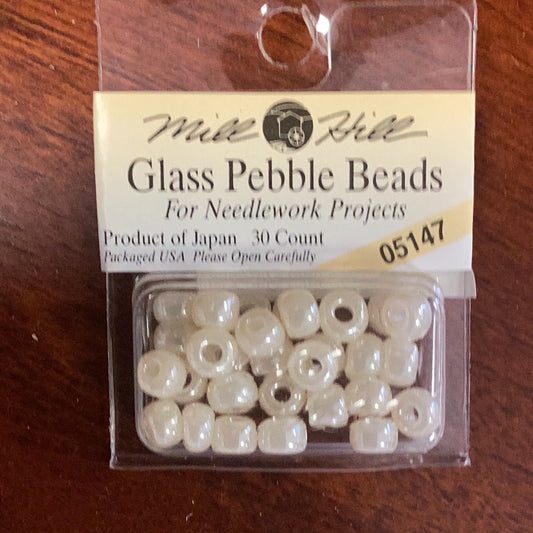 Mill Hill
Glass Pebble Beads
For Needlework Projects
Product of Japan 30 Count
Packaged USA Please Open Carefully
05147